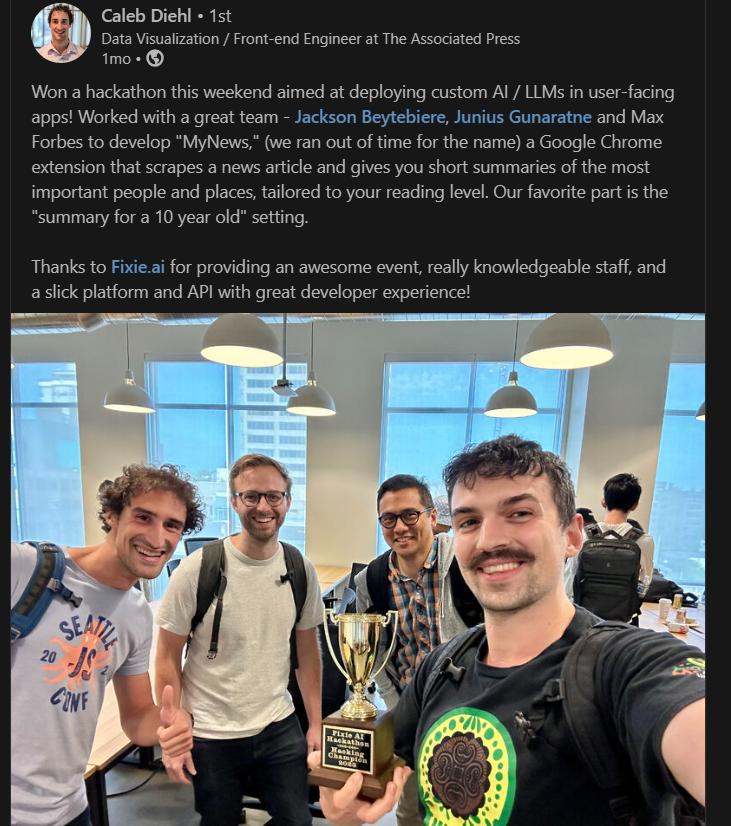 Caleb Diehl • 1st
Data Visualization / Front-end Engineer at The Associated Press
1mo •
Won a hackathon this weekend aimed at deploying custom AI / LLMs in user-facing
apps! Worked with a great team - Jackson Beytebiere, Junius Gunaratne and Max
Forbes to develop "MyNews," (we ran out of time for the name) a Google Chrome
extension that scrapes a news article and gives you short summaries of the most
important people and places, tailored to your reading level. Our favorite part is the
"summary for a 10 year old" setting.
Thanks to Fixie.ai for providing an awesome event, really knowledgeable staff, and
a slick platform and API with great developer experience!
SEATTLE
20
JS
CONF
Fixie AI
Hackathon
Hacking
Champion
2023